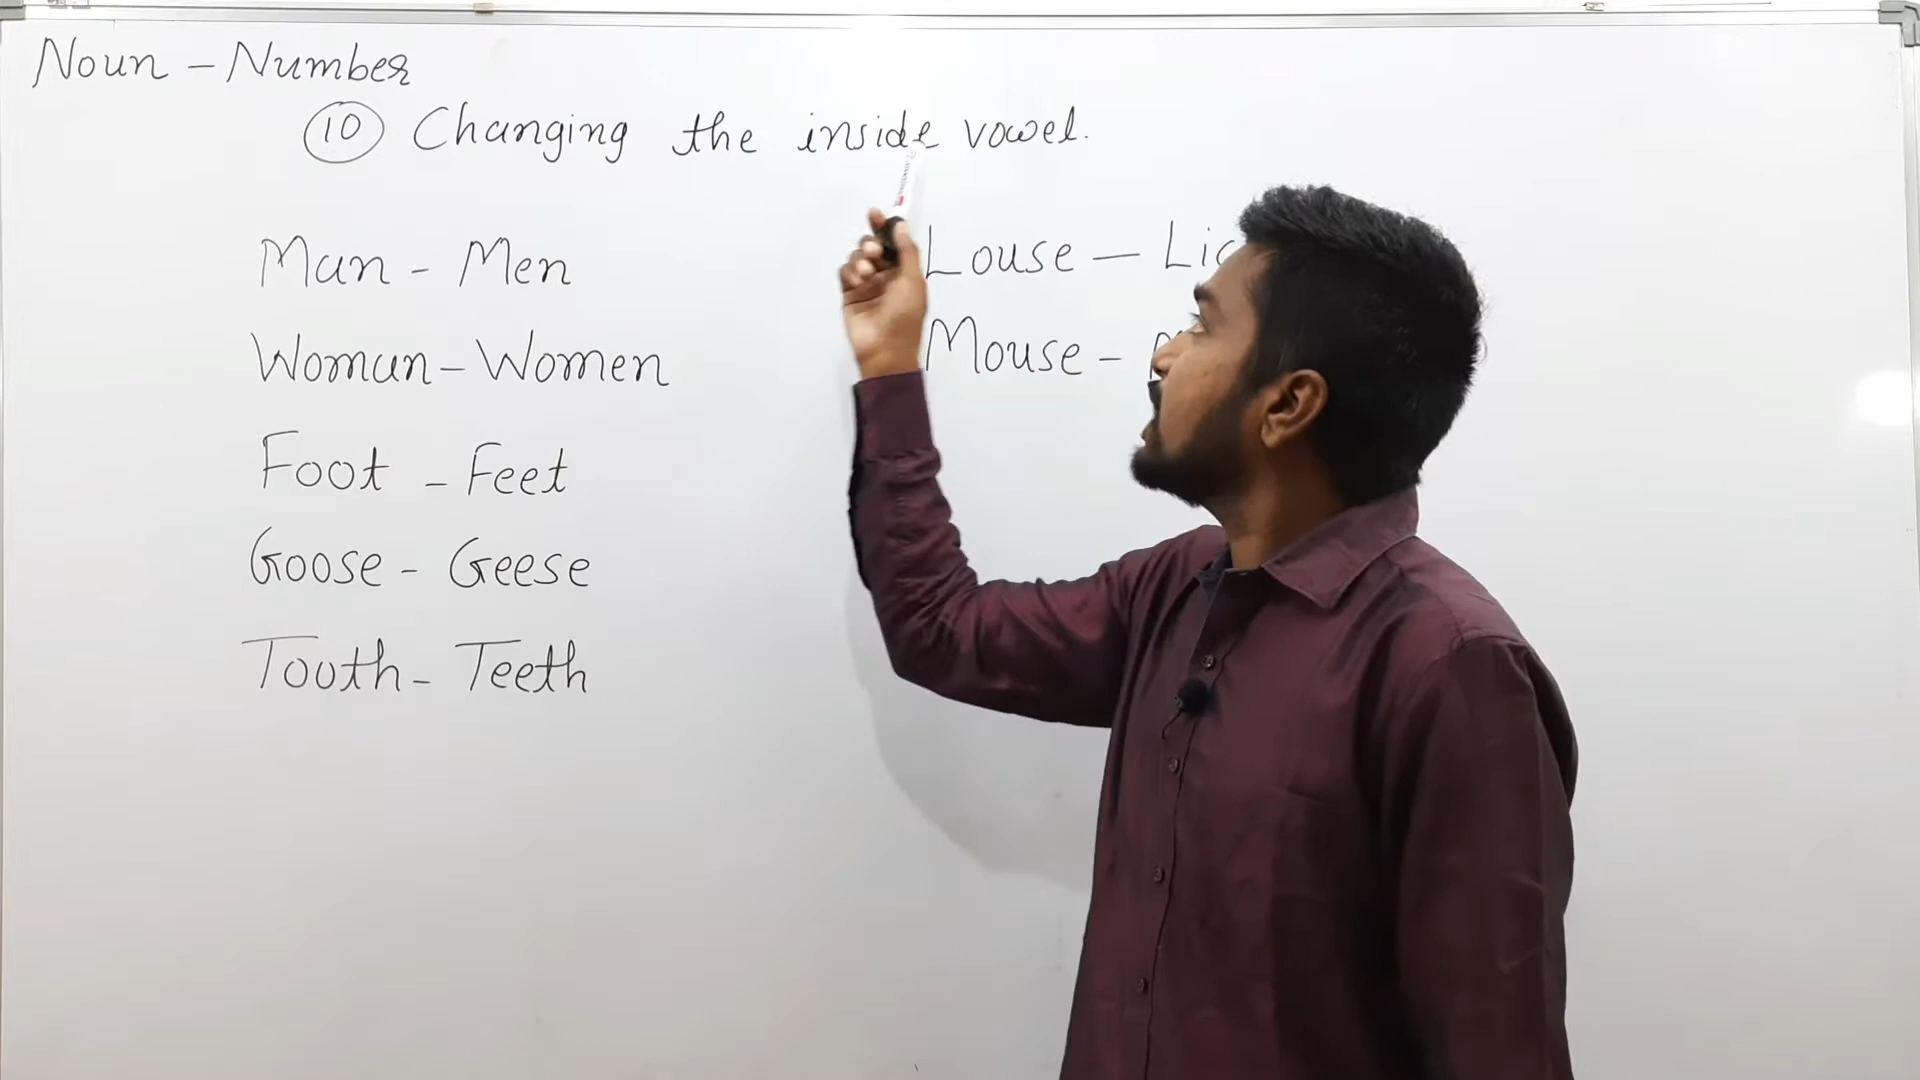 Noun - Number
10 Changing the inside vowel.
Man - Men
Woman - Women
Foot - Feet
Goose - Geese
Tooth - Teeth
Louse - Lic
Mouse -